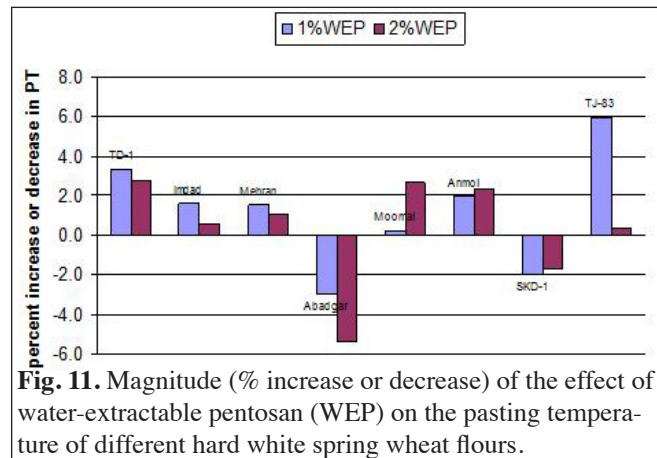 1%WEP 2%WEP
percent increase or decrease in PT
8.0
6.0
4.0
2.0
0.0
-2.0
-4.0
-6.0
TD-1
Imdad
Mehran
Abadgar
Moomal
Anmol
SKD-1
TJ-83
Fig. 11. Magnitude (% increase or decrease) of the effect of
water-extractable pentosan (WEP) on the pasting tempera-
ture of different hard white spring wheat flours.